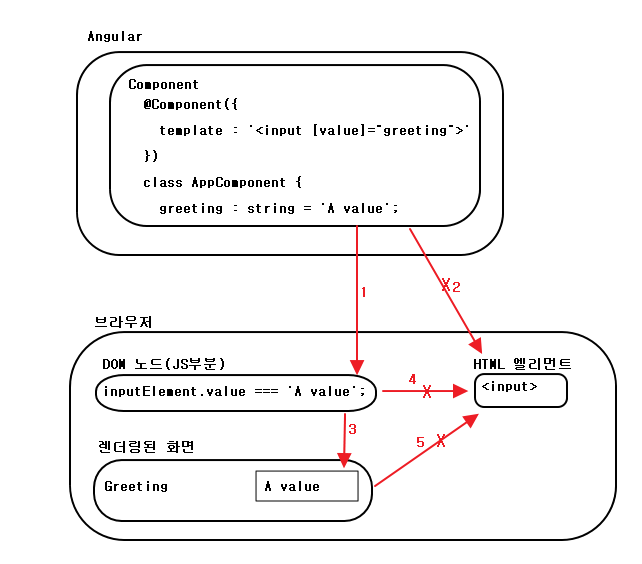 Angular
Component
@Component({
template : '<input [value]="greeting">'
})
class AppComponent {
greeting : string = 'A value';
1
X 2
브라우저
DOM 노드(JS부분)
HTML 엘리먼트
inputElement.value === 'A value';
4
X
<input>
3
5 X
렌더링된 화면
Greeting
A value